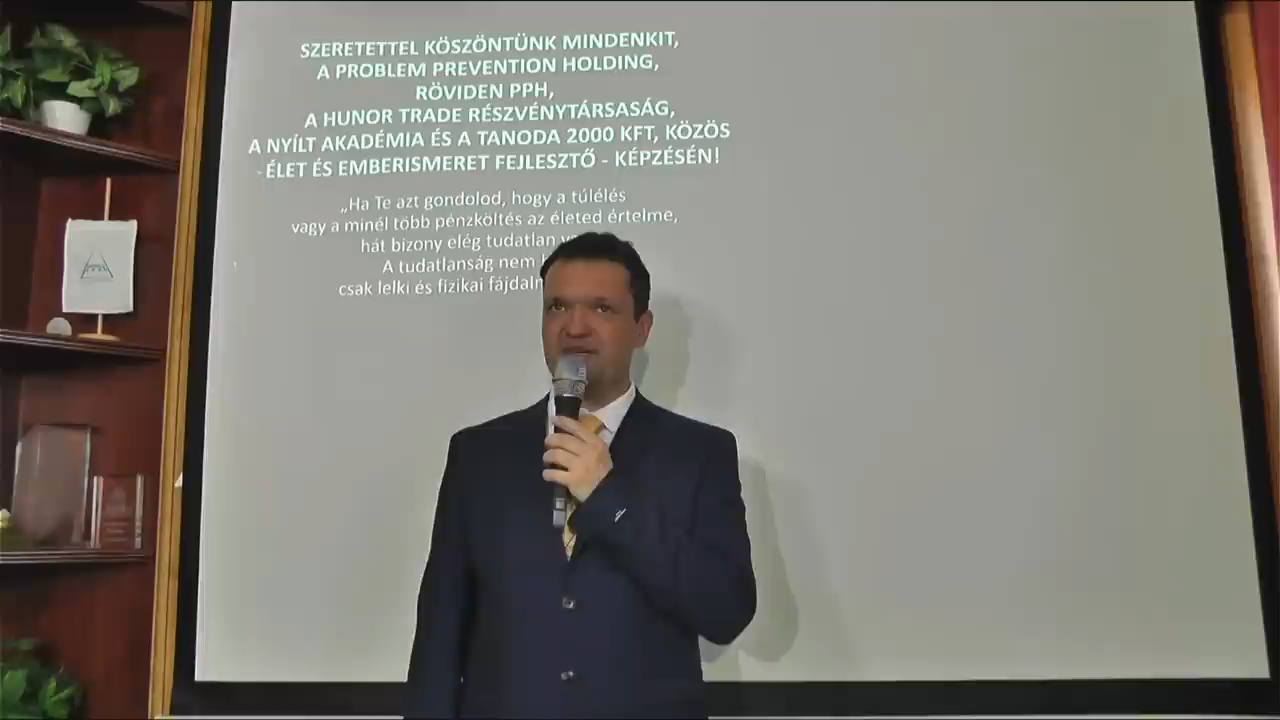 SZERETETTEL KÖSZÖNTÜNK MINDENKIT,
A PROBLEM PREVENTION HOLDING,
RÖVIDEN PPH,
A HUNOR TRADE RÉSZVÉNYTÁRSASÁG,
A NYÍLT AKADÉMIA ÉS A TANODA 2000 KFT, KÖZÖS
- ÉLET ÉS EMBERISMERET FEJLESZTŐ - KÉPZÉSÉN!
„Ha Te azt gondolod, hogy a túlélés
vagy a minél több pénzköltés az életed értelme,
hát bizony elég tudatlan
A tudatlanság nem
csak lelki és fizikai